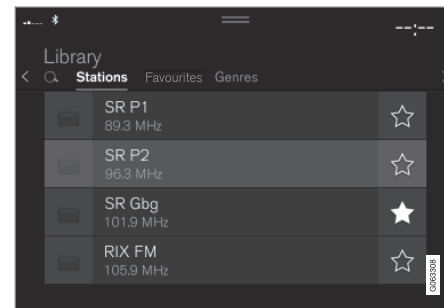 --:--
Library
Stations Favourites Genres
SR P1
89.3 MHz
SR P2
96.3 MHz
SR Gbg
101.9 MHz
RIX FM
105.9 MHz
G063308